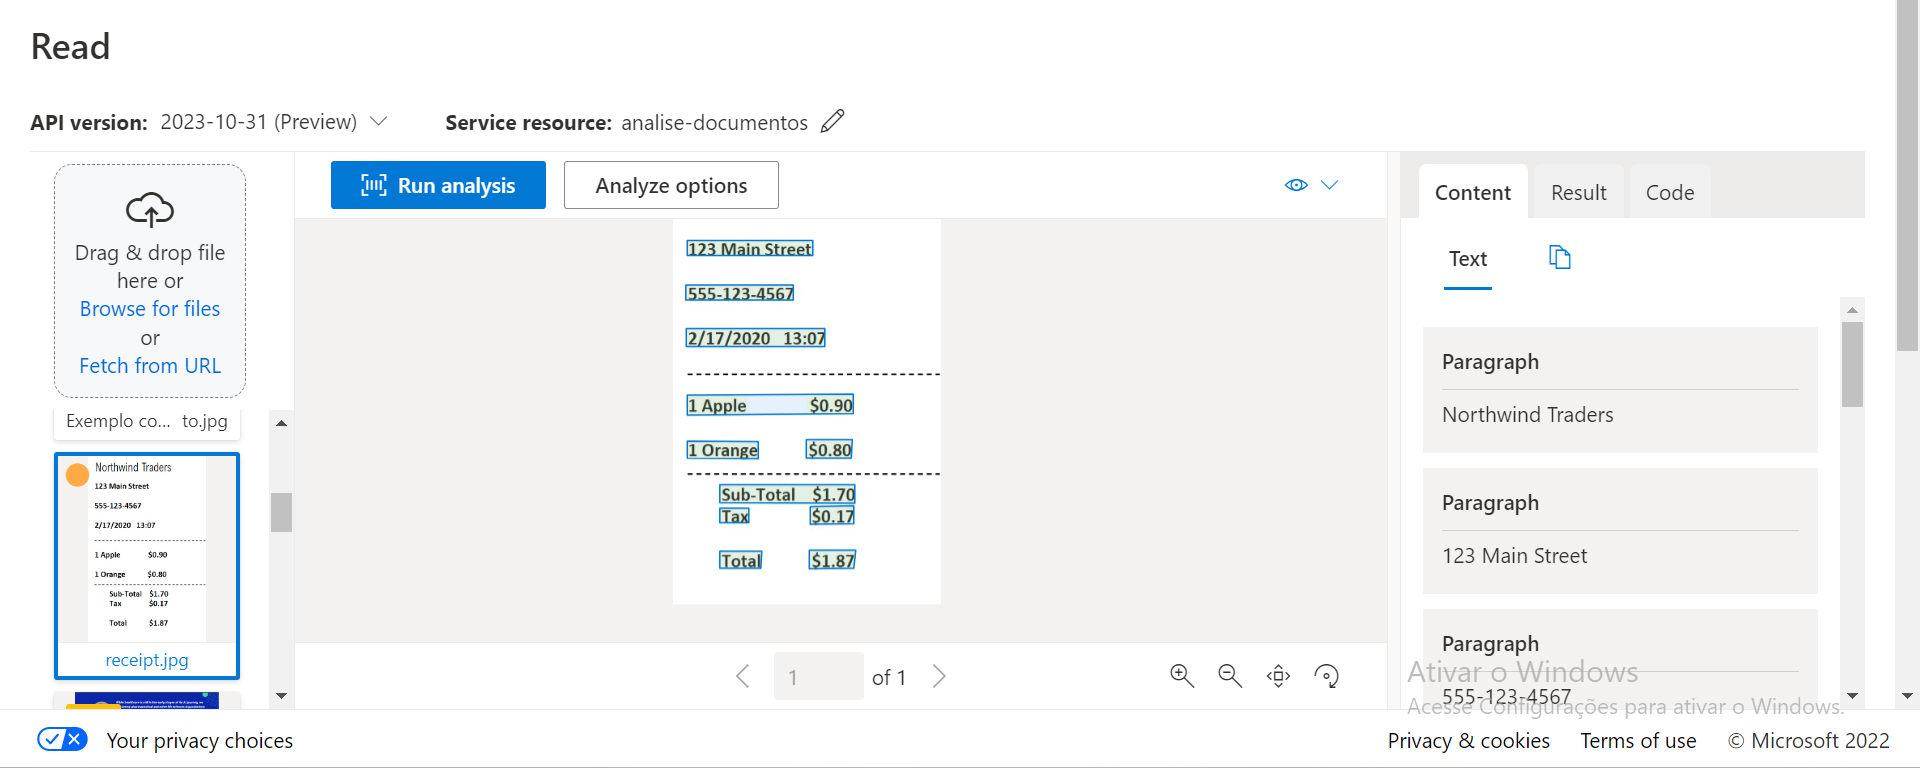 Read
API version: 2023-10-31 (Preview)
Service resource: analise-documentos
Drag & drop file
here or
Browse for files
or
Fetch from URL
Exemplo co... to.jpg
Northwind Traders
123 Main Street
555-123-4567
2/17/2020 13:07
1 Apple $0.90
1 Orange $0.80
Sub-Total $1.70
Tax $0.17
Total $1.87
receipt.jpg
Run analysis
Analyze options
123 Main Street
555-123-4567
2/17/2020 13:07
1 Apple $0.90
1 Orange $0.80
Sub-Total $1.70
Tax $0.17
Total $1.87
1 of 1
Content Result Code
Text
Paragraph
Northwind Traders
Paragraph
123 Main Street
Paragraph
555-123-4567
Ativar o Windows
Acesse Configurações para ativar o Windows.
Your privacy choices
Privacy & cookies Terms of use © Microsoft 2022